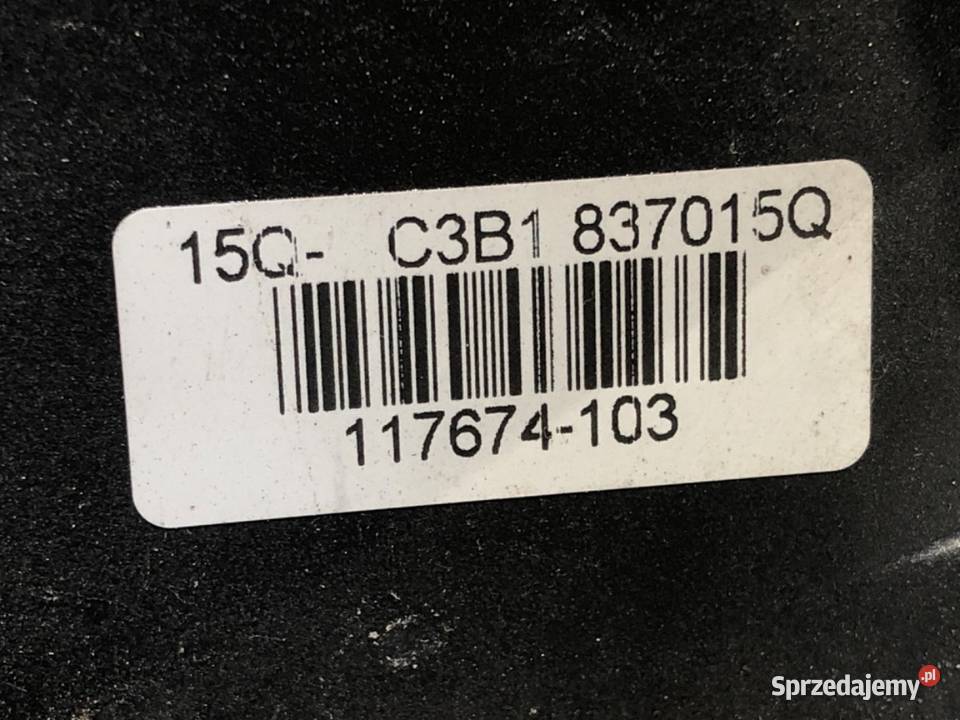 15Q- C3B1 837015Q
117674-103
Sprzedajemy.pl